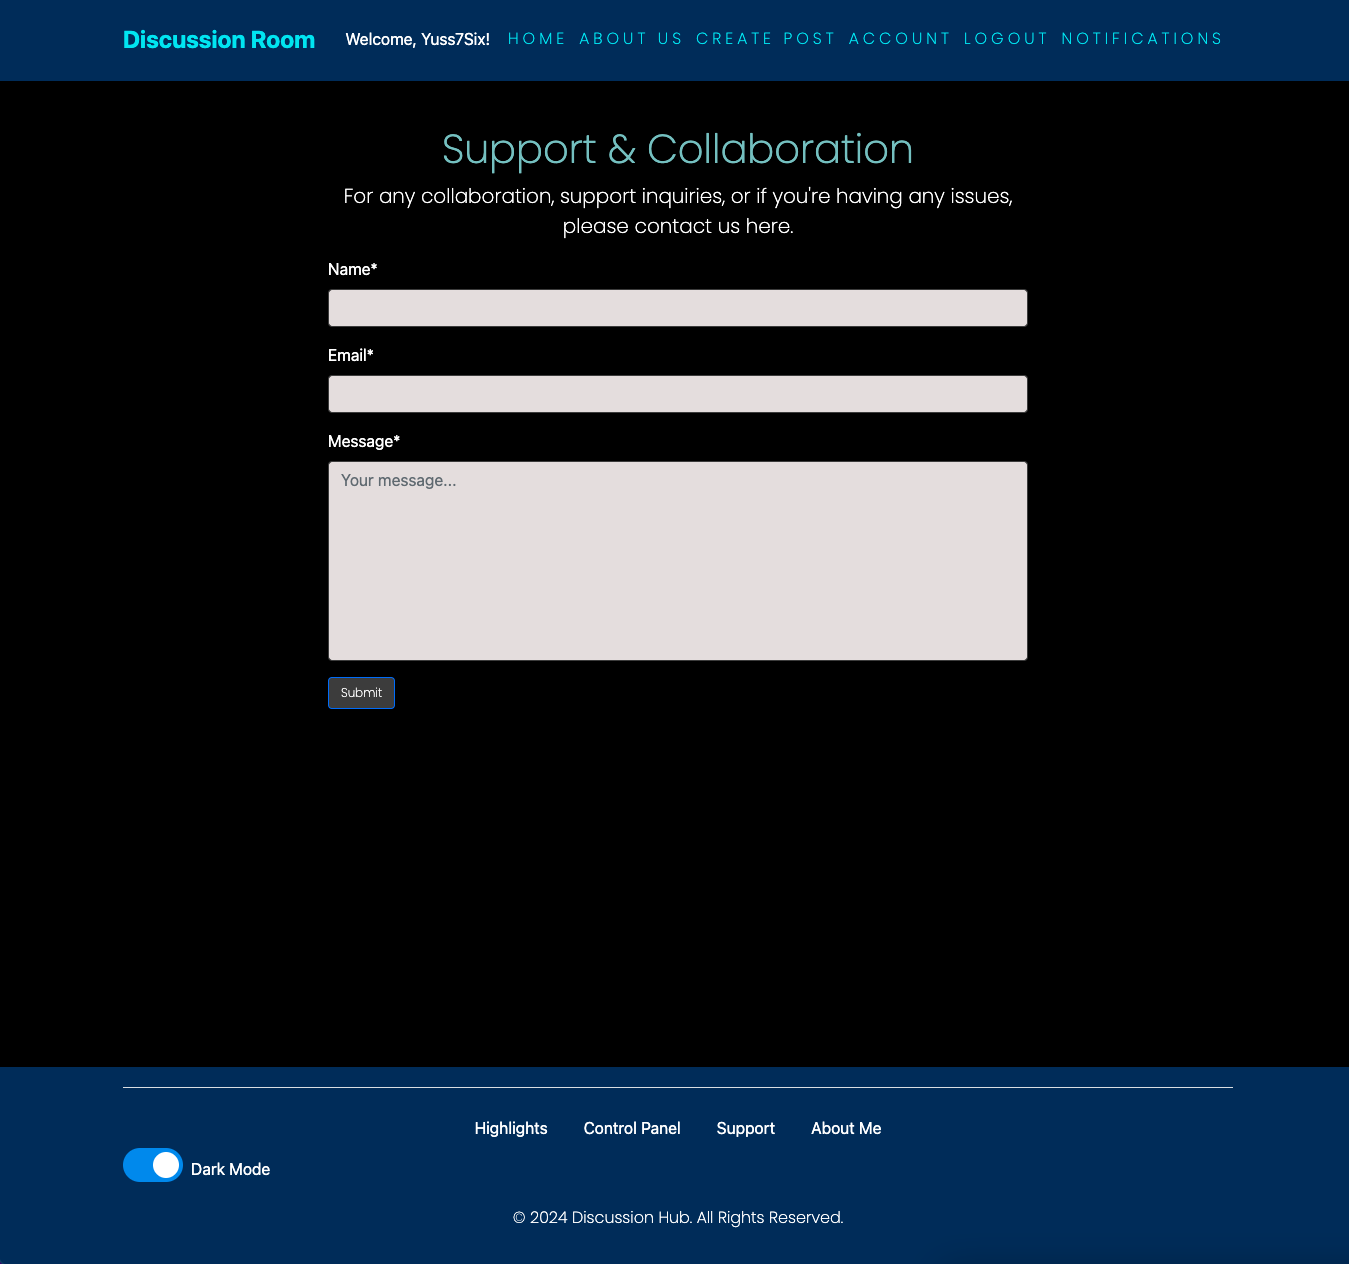 Discussion Room Welcome, Yuss7Six! HOME ABOUT US CREATE POST ACCOUNT LOGOUT NOTIFICATIONS
Support & Collaboration
For any collaboration, support inquiries, or if you're having any issues,
please contact us here.
Name*
Email*
Message*
Your message...
Submit
Highlights Control Panel Support About Me
Dark Mode
© 2024 Discussion Hub. All Rights Reserved.